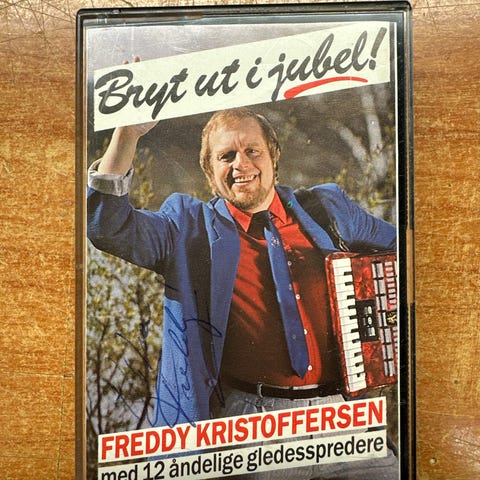 Bryt ut i jubel!
FREDDY KRISTOFFERSEN
med 12 åndelige gledesspredere